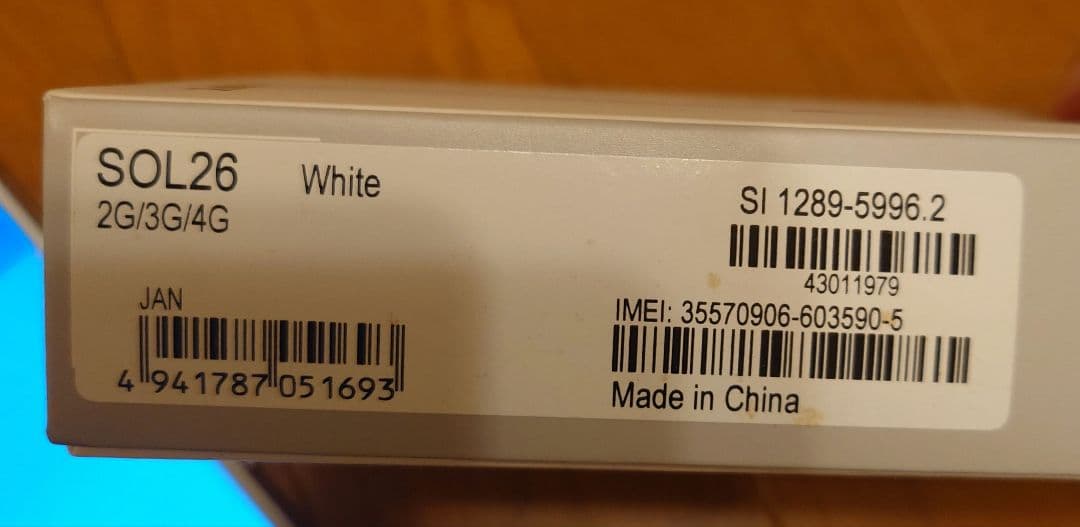 SOL26 White
2G/3G/4G
SI 1289-5996.2
43011979
JAN
IMEI: 35570906-603590-5
4 941787 051693
Made in China